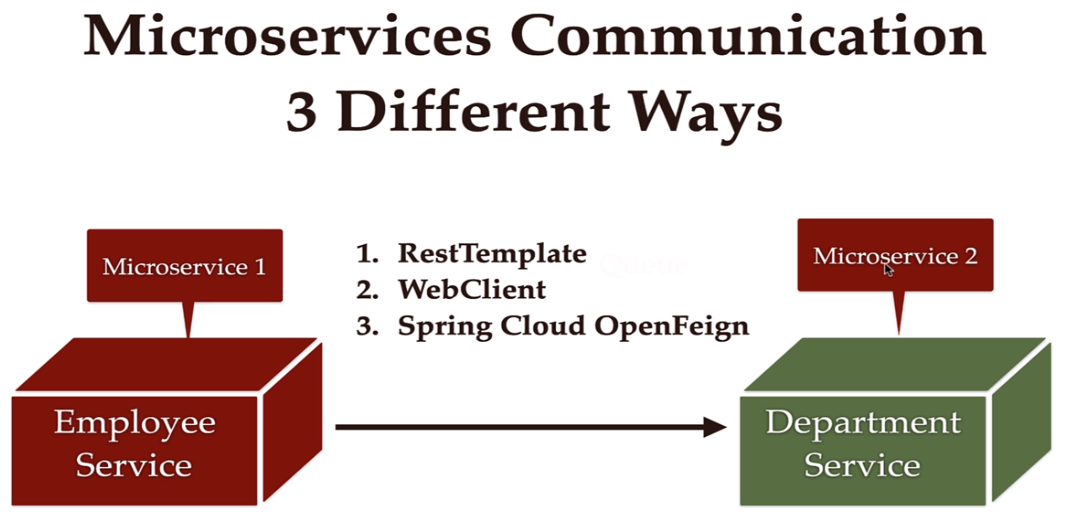 Microservices Communication
3 Different Ways
Microservice 1
1. RestTemplate
2. WebClient
3. Spring Cloud OpenFeign
Microservice 2
Employee
Service
Department
Service